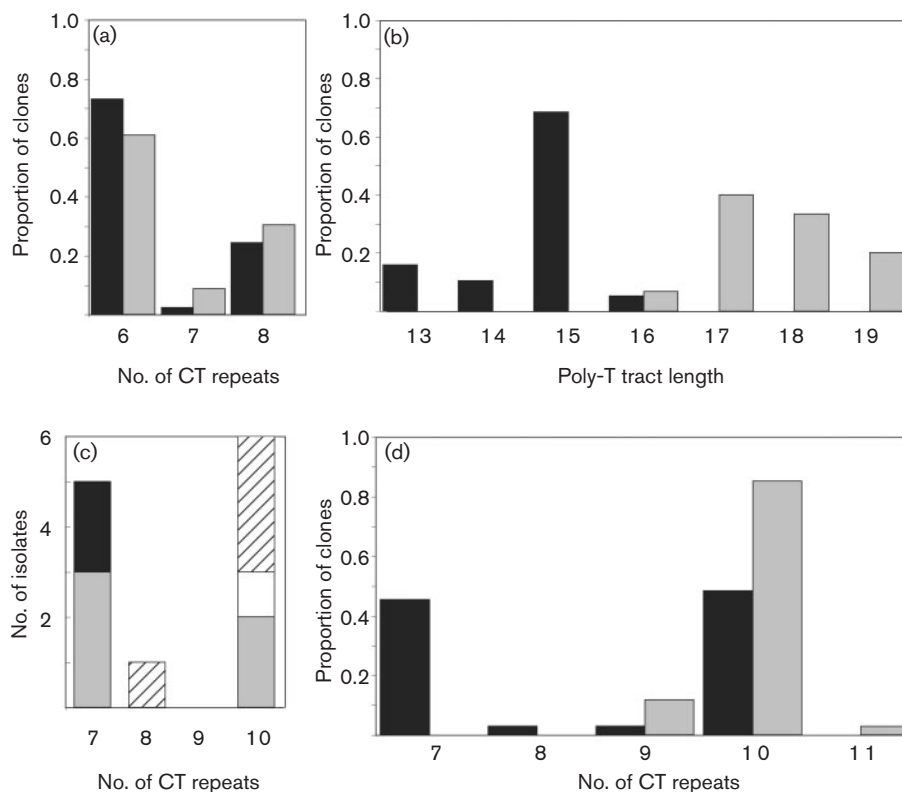 (a)
Proportion of clones
1.0
0.8
0.6
0.4
0.2
6 7 8
No. of CT repeats
(b)
Proportion of clones
1.0
0.8
0.6
0.4
0.2
13 14 15 16 17 18 19
Poly-T tract length
(c)
No. of isolates
6
4
2
7 8 9 10
No. of CT repeats
(d)
Proportion of clones
1.0
0.8
0.6
0.4
0.2
7 8 9 10 11
No. of CT repeats